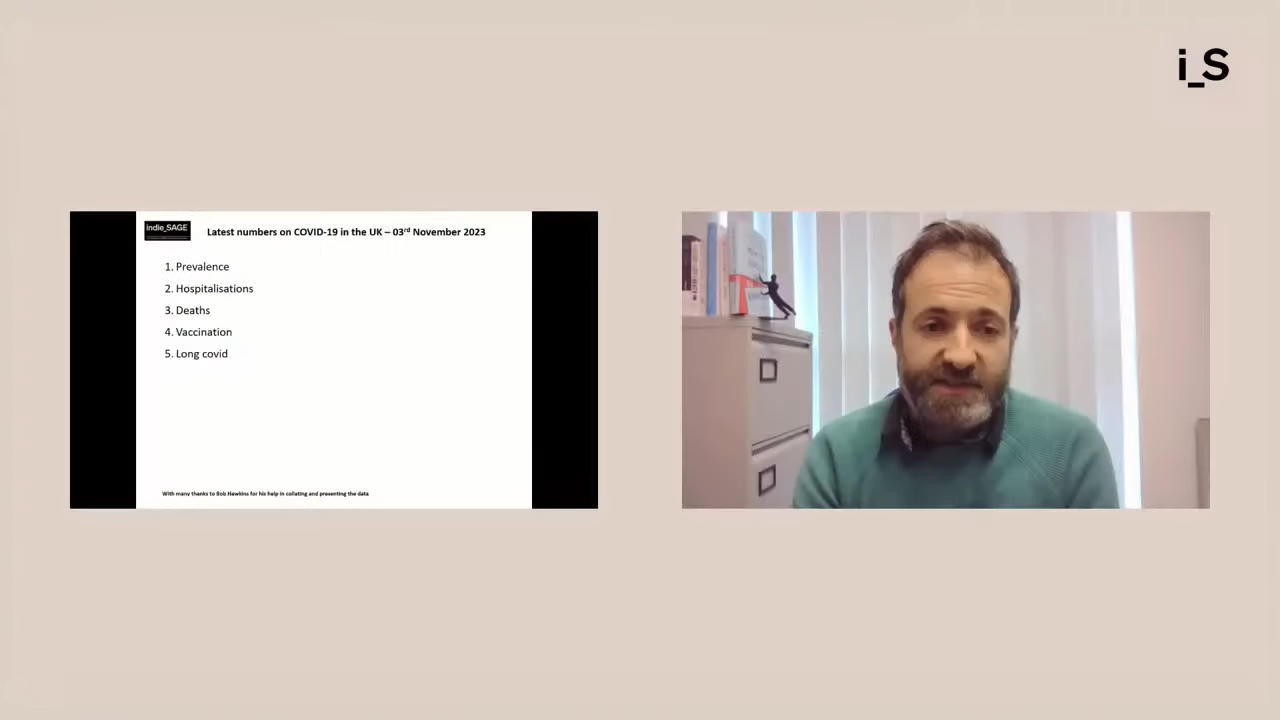 i_S
indie_SAGE
Latest numbers on COVID-19 in the UK – 03rd November 2023
1. Prevalence
2. Hospitalisations
3. Deaths
4. Vaccination
5. Long covid
With many thanks to Bob Hawkins for his help in collating and presenting the data